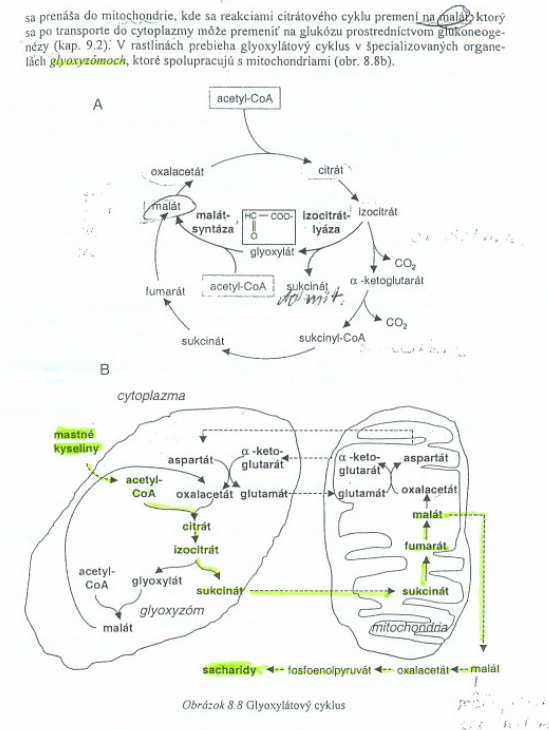 sa prenáša do mitochondrie, kde sa reakciami citrátového cyklu premení na malát, ktorý
sa po transporte do cytoplazmy môže premeniť na glukózu prostredníctvom glukoneoge-
nézy (kap. 9.2). V rastlinách prebieha glyoxylátový cyklus v špecializovaných organe-
lách glyoxyzómoch, ktoré spolupracujú s mitochondriami (obr. 8.8b).
A
acetyl-CoA
oxalacetát
citrát
malát
malát-
syntáza
HC — COO-
O
izocitrát-
lyáza
izocitrát
glyoxylát
CO2
acetyl-CoA
sukcinát
α -ketoglutarát
do mit.
fumarát
CO2
sukcinát
sukcinyl-CoA
B
cytoplazma
mastné
kyseliny
aspartát
α -keto-
glutarát
α -keto-
glutarát
aspartát
acetyl-
CoA
oxalacetát
glutamát
glutamát
oxalacetát
citrát
malát
izocitrát
fumarát
acetyl-
CoA
glyoxylát
sukcinát
sukcinát
glyoxyzóm
malát
mitochondria
sacharidy
fosfoenolpyruvát
oxalacetát
malát
Obrázok 8.8 Glyoxylátový cyklus